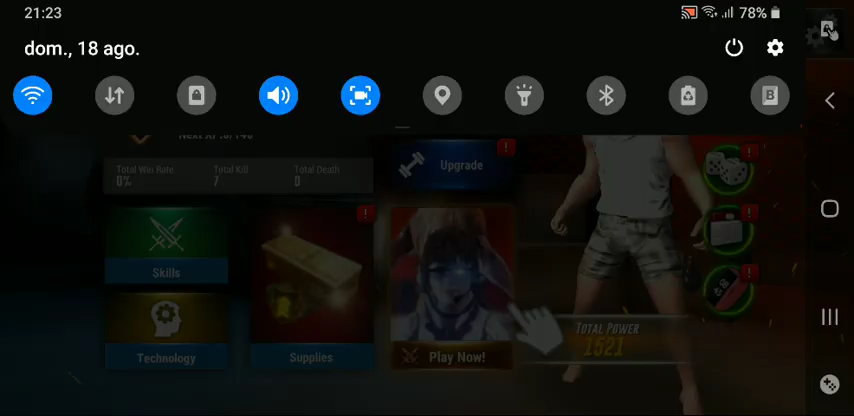 21:23
78%
dom., 18 ago.
Total Win Rate
0%
Total Kill
7
Total Death
0
Upgrade
Skills
Technology
Supplies
Play Now!
TOTAL POWER
1521